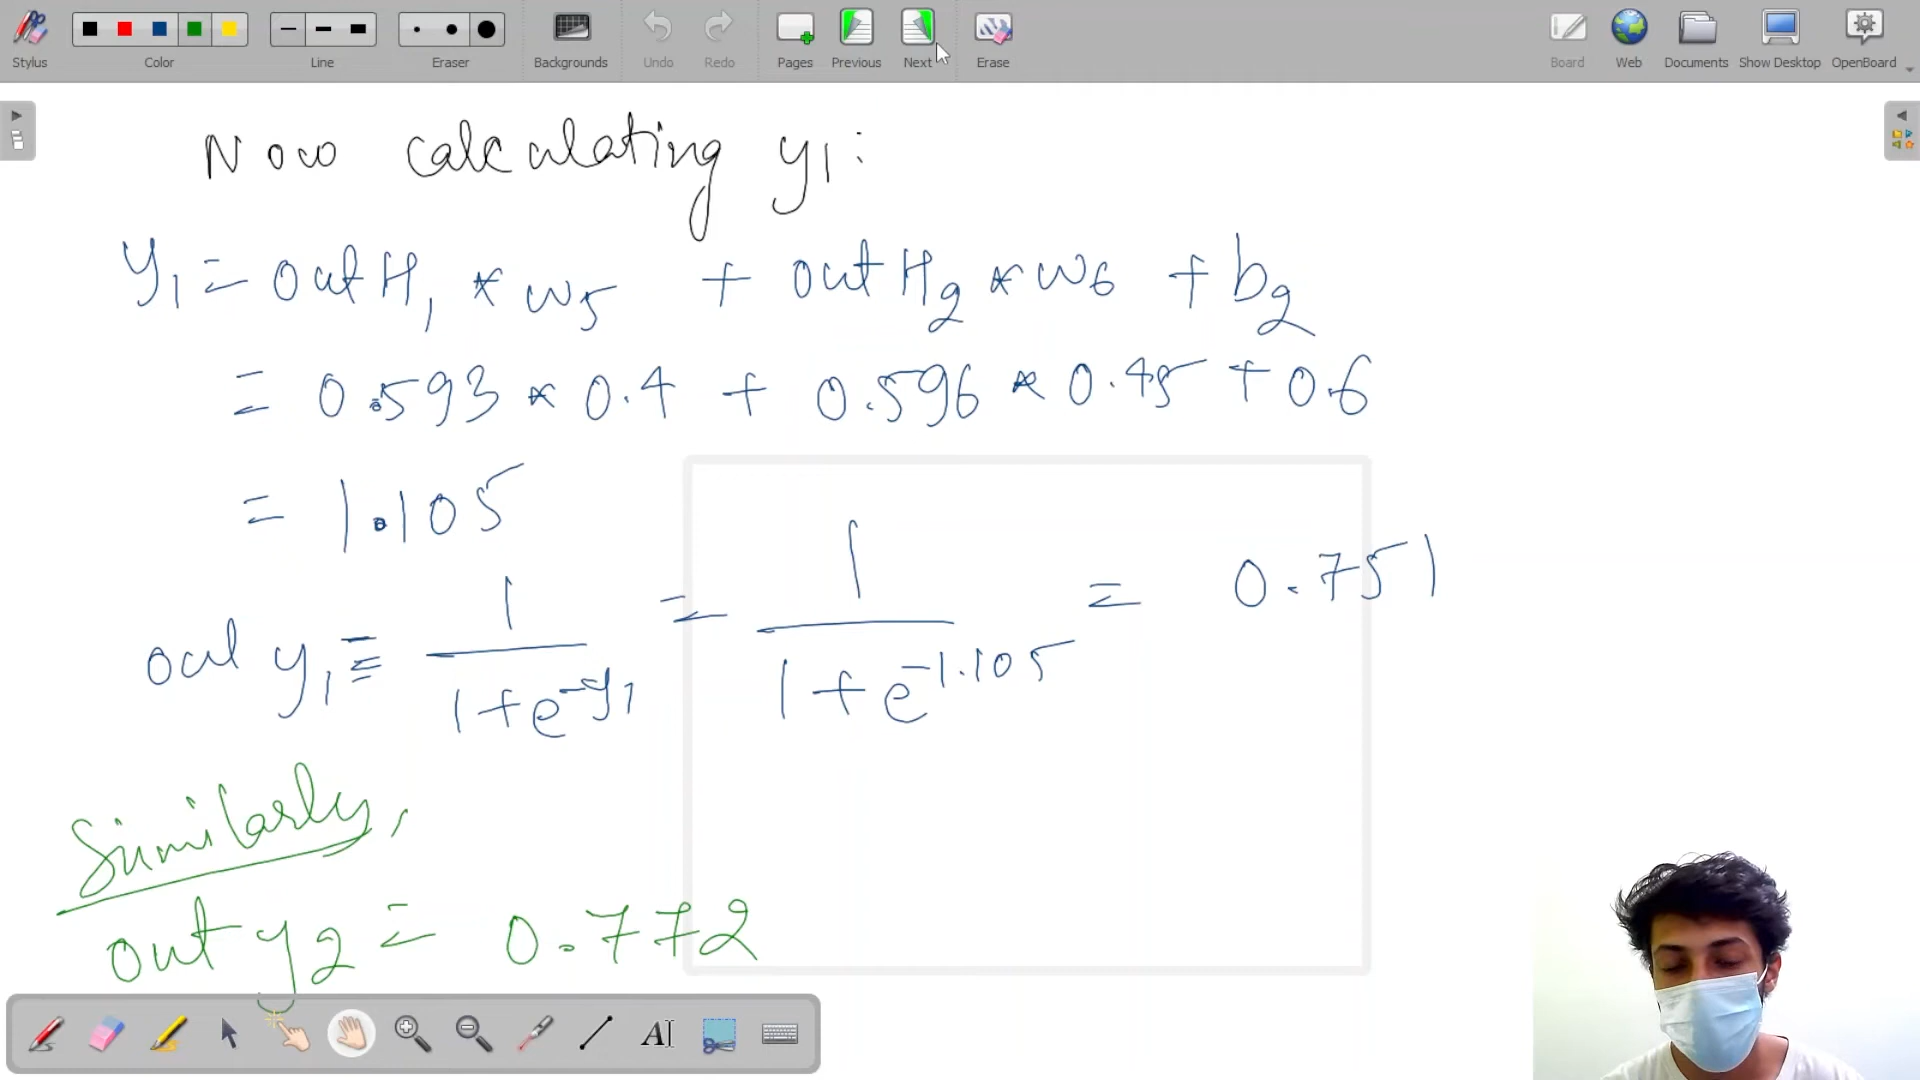 Stylus
Color
Line
Eraser
Backgrounds
Undo
Redo
Pages
Previous
Next
Erase
Board
Web
Documents
Show Desktop
OpenBoard
Now calculating y1:
Y1 = out H1 * w5 + out H2 * w6 + b2
= 0.593 * 0.4 + 0.596 * 0.45 + 0.6
= 1.105
out y1 = 1/(1+e^-y1) = 1/(1+e^-1.105) = 0.751
Similarly,
out y2 = 0.772
AI